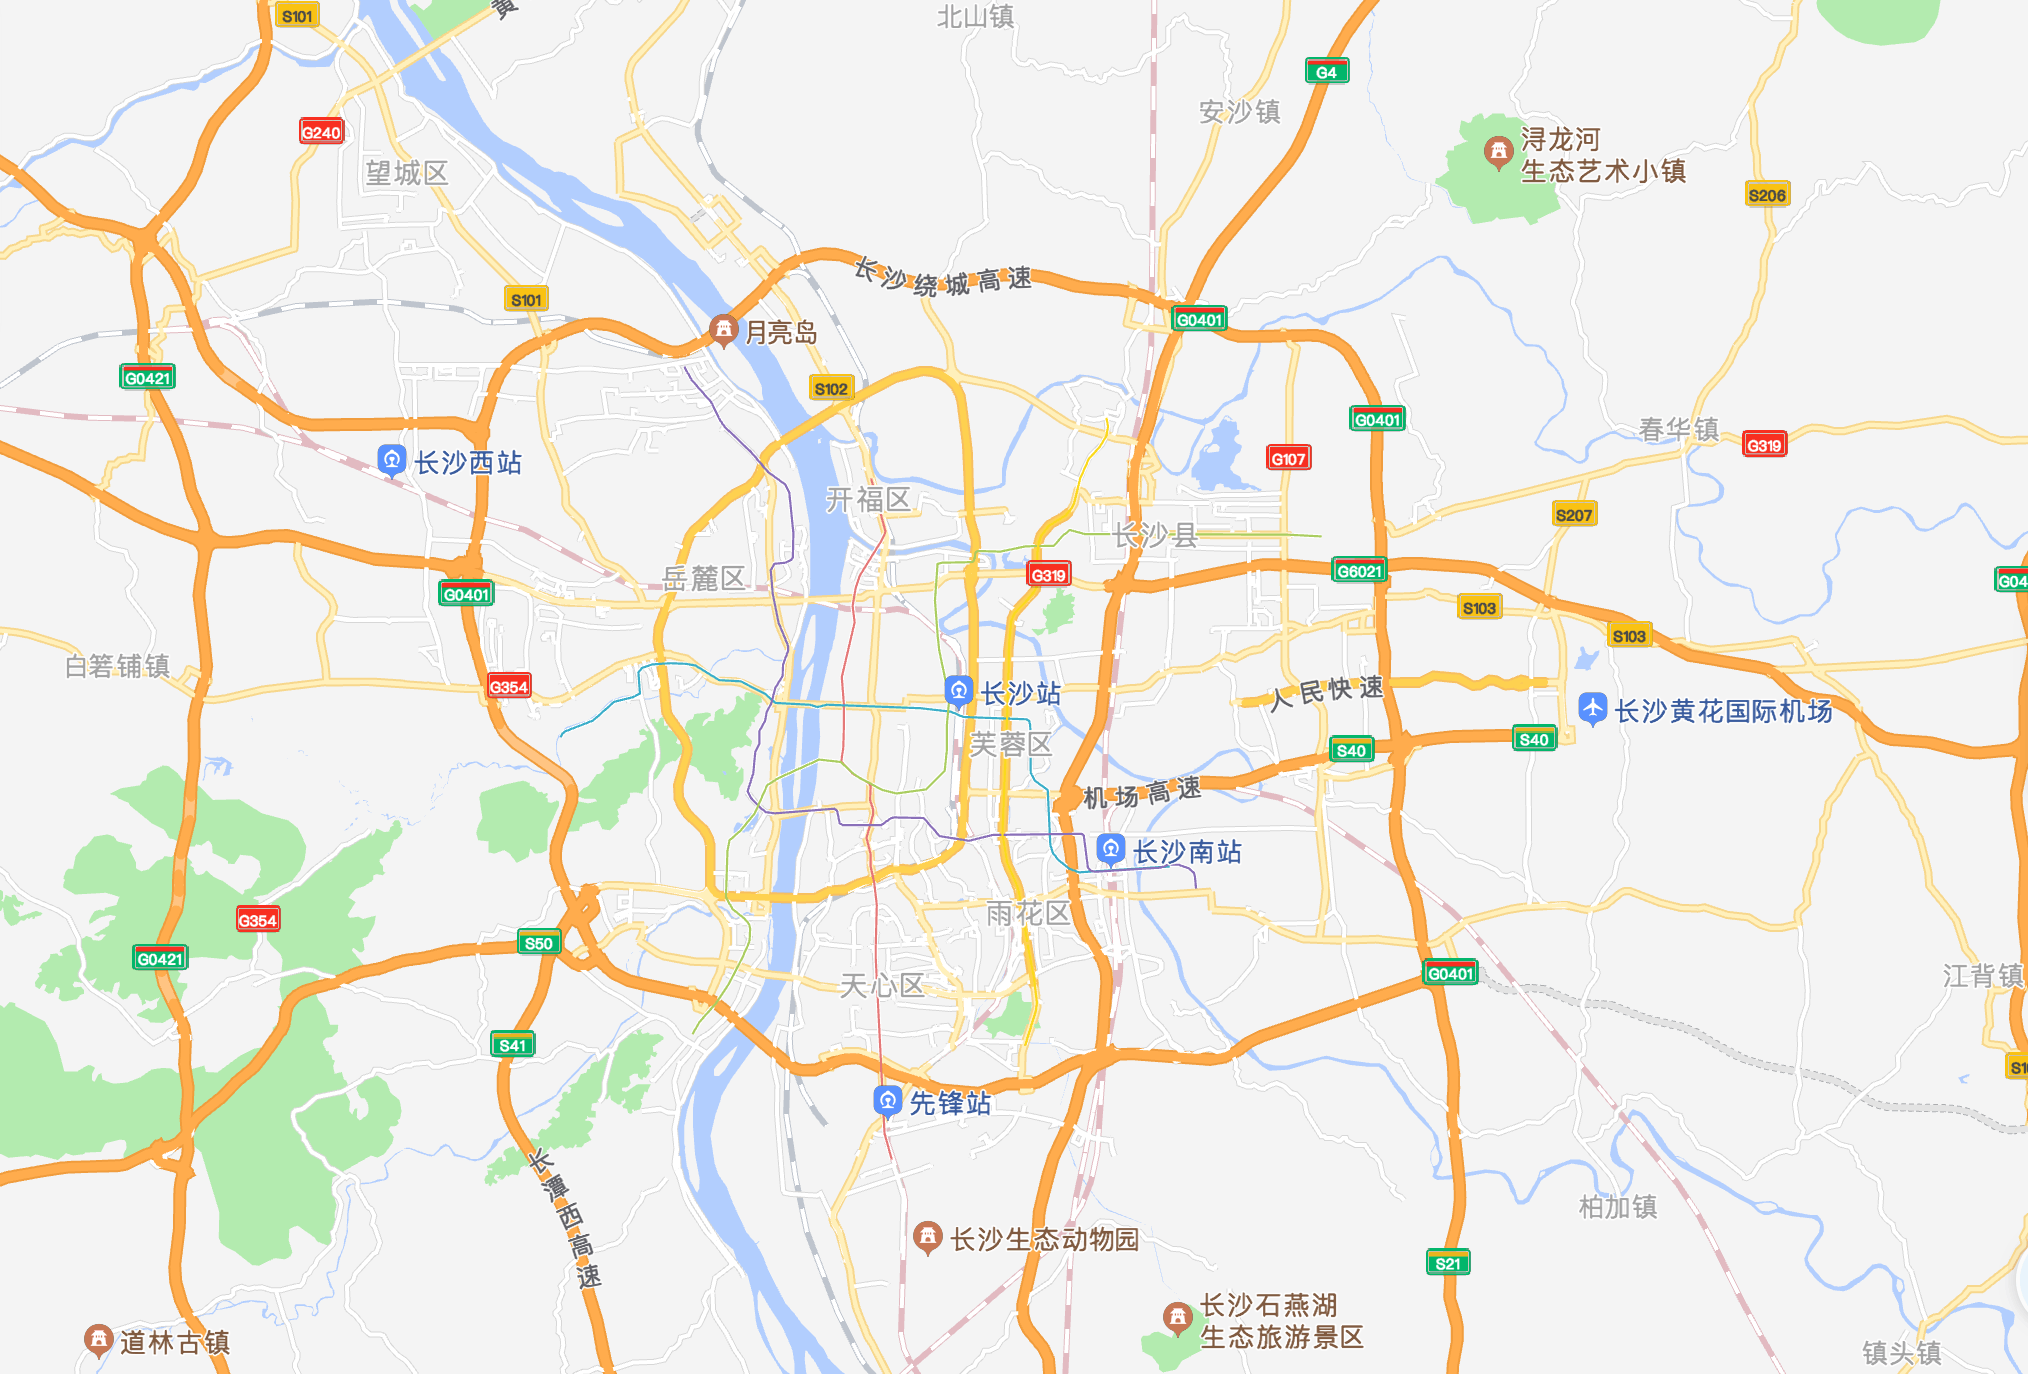 S101
黄
北山镇
G4
安沙镇
G240
浔龙河
生态艺术小镇
望城区
S206
长沙绕城高速
S101
G0401
月亮岛
G0421
S102
G0401
春华镇
G319
长沙西站
G107
开福区
S207
长沙县
G6021
G319
岳麓区
G0401
S103
S103
白箬铺镇
G354
长沙站
人民快速
长沙黄花国际机场
芙蓉区
S40
S40
机场高速
长沙南站
G354
雨花区
S50
G0421
G0401
天心区
江背镇
S41
先锋站
长潭西高速
柏加镇
长沙生态动物园
S21
长沙石燕湖
生态旅游景区
道林古镇
镇头镇